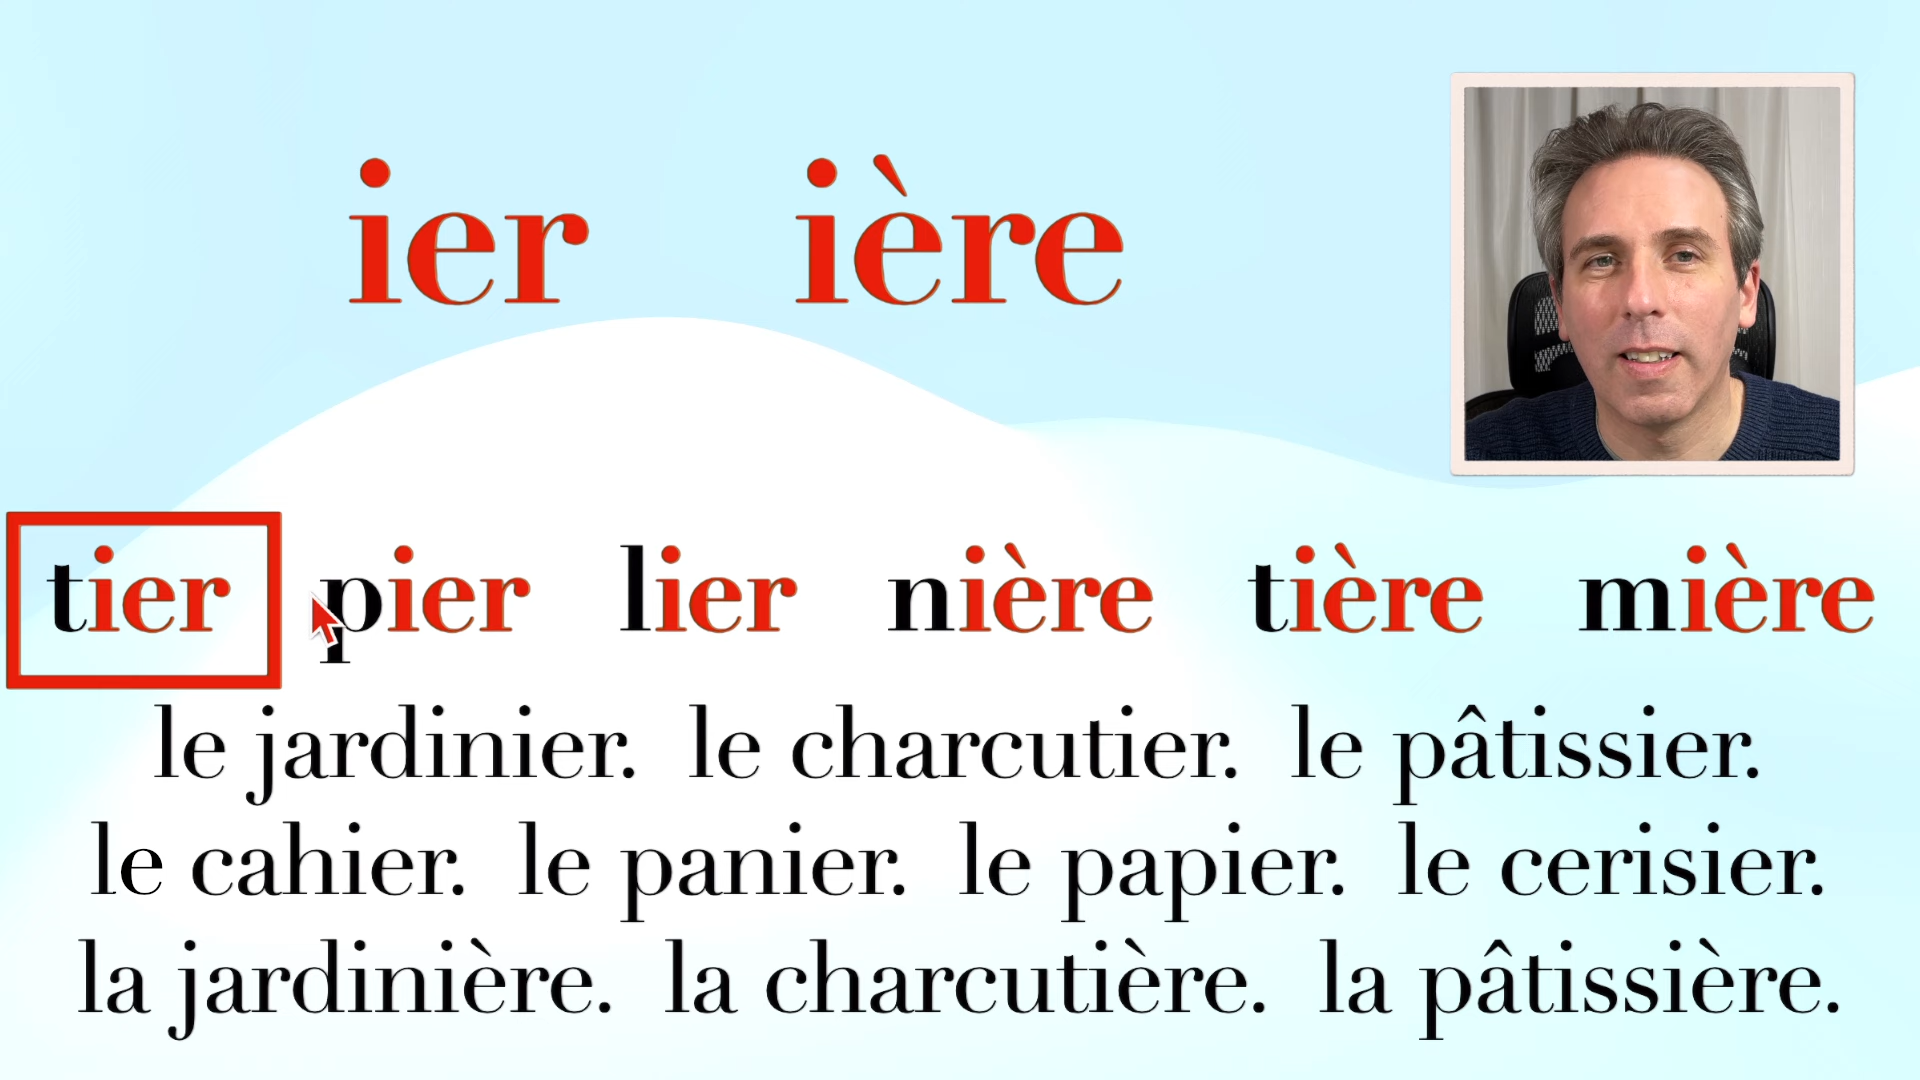 ier ière
tier pier lier nière tière mière
le jardinier. le charcutier. le pâtissier.
le cahier. le panier. le papier. le cerisier.
la jardinière. la charcutière. la pâtissière.